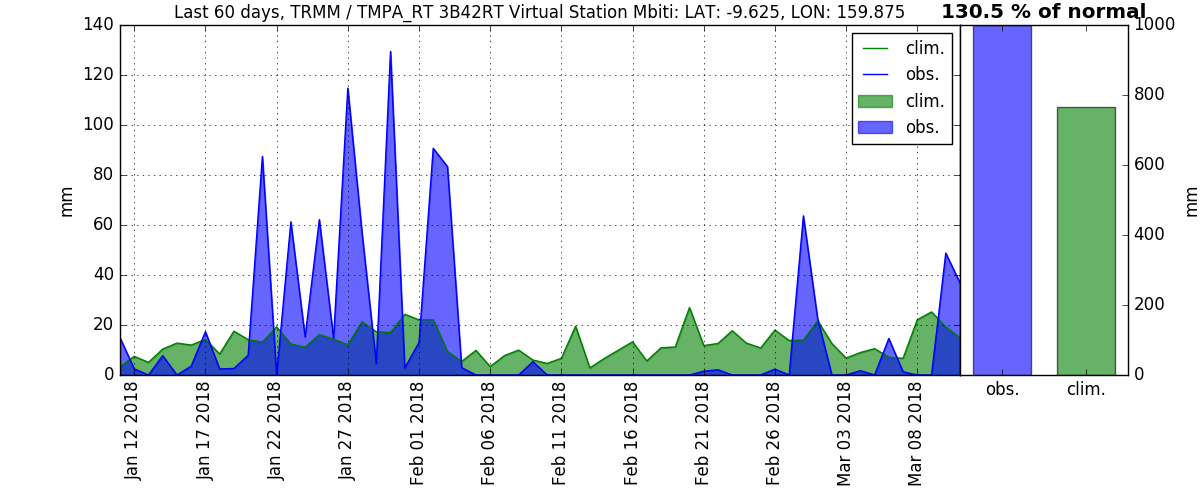 Last 60 days, TRMM / TMPA_RT 3B42RT Virtual Station Mbiti: LAT: -9.625, LON: 159.875
130.5 % of normal
140
120
100
80
60
40
20
0
mm
clim.
obs.
clim.
obs.
1000
800
600
400
200
0
mm
obs.
clim.
Jan 12 2018
Jan 17 2018
Jan 22 2018
Jan 27 2018
Feb 01 2018
Feb 06 2018
Feb 11 2018
Feb 16 2018
Feb 21 2018
Feb 26 2018
Mar 03 2018
Mar 08 2018